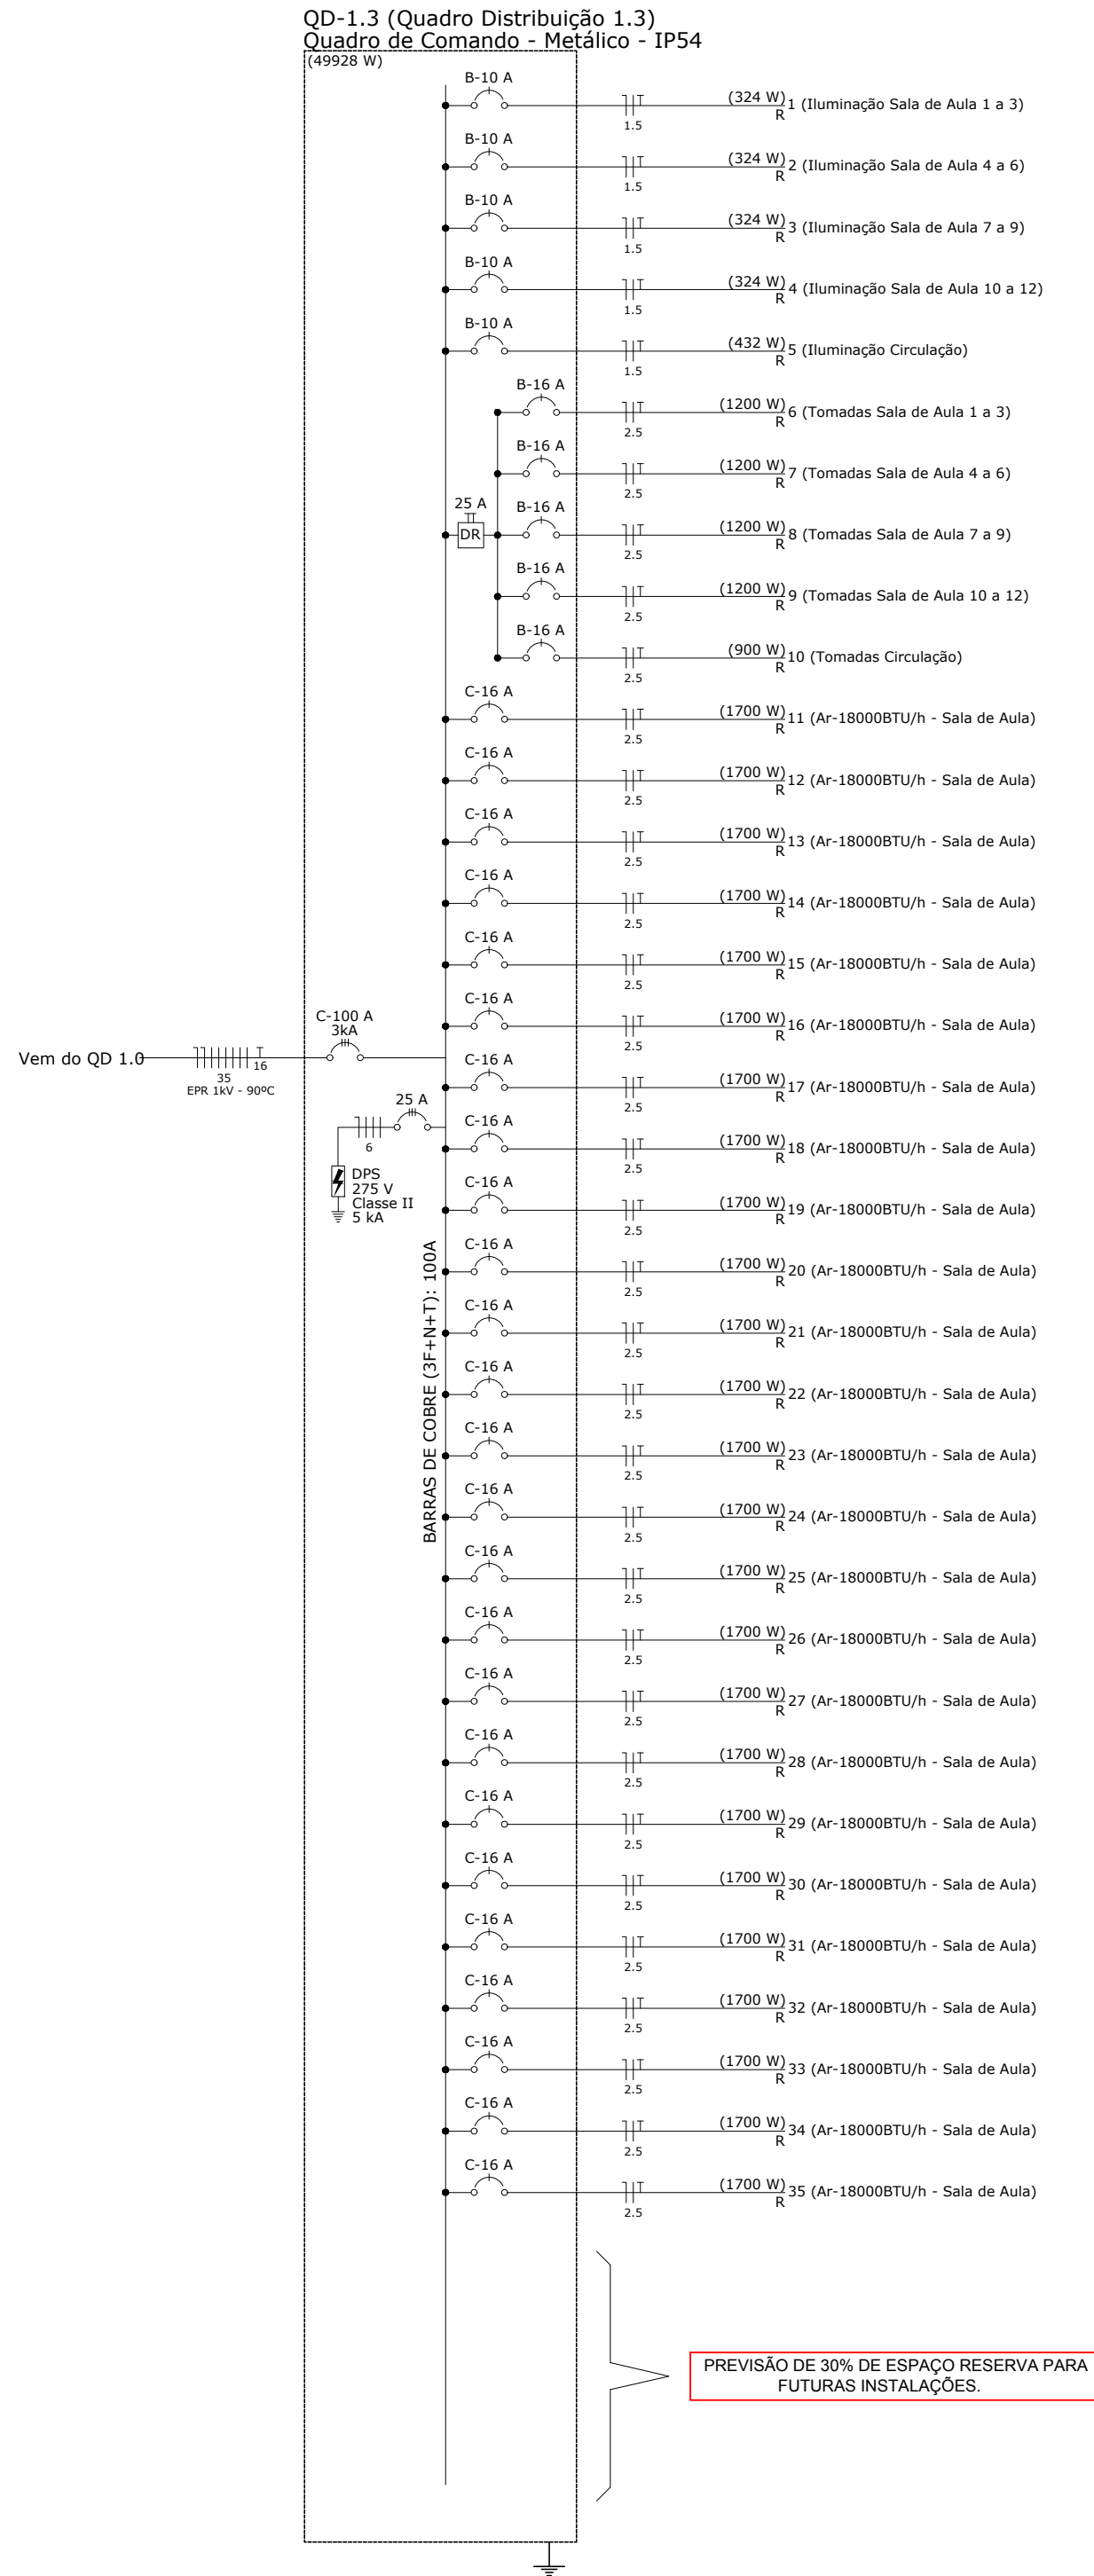 QD-1.3 (Quadro Distribuição 1.3)
Quadro de Comando - Metálico - IP54
(49928 W)
B-10 A
1.5
(324 W)
R
1 (Iluminação Sala de Aula 1 a 3)
B-10 A
1.5
(324 W)
R
2 (Iluminação Sala de Aula 4 a 6)
B-10 A
1.5
(324 W)
R
3 (Iluminação Sala de Aula 7 a 9)
B-10 A
1.5
(324 W)
R
4 (Iluminação Sala de Aula 10 a 12)
B-10 A
1.5
(432 W)
R
5 (Iluminação Circulação)
B-16 A
2.5
(1200 W)
R
6 (Tomadas Sala de Aula 1 a 3)
B-16 A
2.5
(1200 W)
R
7 (Tomadas Sala de Aula 4 a 6)
25 A
DR
B-16 A
2.5
(1200 W)
R
8 (Tomadas Sala de Aula 7 a 9)
B-16 A
2.5
(1200 W)
R
9 (Tomadas Sala de Aula 10 a 12)
B-16 A
2.5
(900 W)
R
10 (Tomadas Circulação)
C-16 A
2.5
(1700 W)
R
11 (Ar-18000BTU/h - Sala de Aula)
C-16 A
2.5
(1700 W)
R
12 (Ar-18000BTU/h - Sala de Aula)
C-16 A
2.5
(1700 W)
R
13 (Ar-18000BTU/h - Sala de Aula)
C-16 A
2.5
(1700 W)
R
14 (Ar-18000BTU/h - Sala de Aula)
C-16 A
2.5
(1700 W)
R
15 (Ar-18000BTU/h - Sala de Aula)
C-16 A
2.5
(1700 W)
R
16 (Ar-18000BTU/h - Sala de Aula)
Vem do QD 1.0
35
16
EPR 1kV - 90ºC
C-100 A
3kA
C-16 A
2.5
(1700 W)
R
17 (Ar-18000BTU/h - Sala de Aula)
25 A
6
DPS
275 V
Classe II
5 kA
C-16 A
2.5
(1700 W)
R
18 (Ar-18000BTU/h - Sala de Aula)
C-16 A
2.5
(1700 W)
R
19 (Ar-18000BTU/h - Sala de Aula)
BARRAS DE COBRE (3F+N+T): 100A
C-16 A
2.5
(1700 W)
R
20 (Ar-18000BTU/h - Sala de Aula)
C-16 A
2.5
(1700 W)
R
21 (Ar-18000BTU/h - Sala de Aula)
C-16 A
2.5
(1700 W)
R
22 (Ar-18000BTU/h - Sala de Aula)
C-16 A
2.5
(1700 W)
R
23 (Ar-18000BTU/h - Sala de Aula)
C-16 A
2.5
(1700 W)
R
24 (Ar-18000BTU/h - Sala de Aula)
C-16 A
2.5
(1700 W)
R
25 (Ar-18000BTU/h - Sala de Aula)
C-16 A
2.5
(1700 W)
R
26 (Ar-18000BTU/h - Sala de Aula)
C-16 A
2.5
(1700 W)
R
27 (Ar-18000BTU/h - Sala de Aula)
C-16 A
2.5
(1700 W)
R
28 (Ar-18000BTU/h - Sala de Aula)
C-16 A
2.5
(1700 W)
R
29 (Ar-18000BTU/h - Sala de Aula)
C-16 A
2.5
(1700 W)
R
30 (Ar-18000BTU/h - Sala de Aula)
C-16 A
2.5
(1700 W)
R
31 (Ar-18000BTU/h - Sala de Aula)
C-16 A
2.5
(1700 W)
R
32 (Ar-18000BTU/h - Sala de Aula)
C-16 A
2.5
(1700 W)
R
33 (Ar-18000BTU/h - Sala de Aula)
C-16 A
2.5
(1700 W)
R
34 (Ar-18000BTU/h - Sala de Aula)
C-16 A
2.5
(1700 W)
R
35 (Ar-18000BTU/h - Sala de Aula)
PREVISÃO DE 30% DE ESPAÇO RESERVA PARA
FUTURAS INSTALAÇÕES.